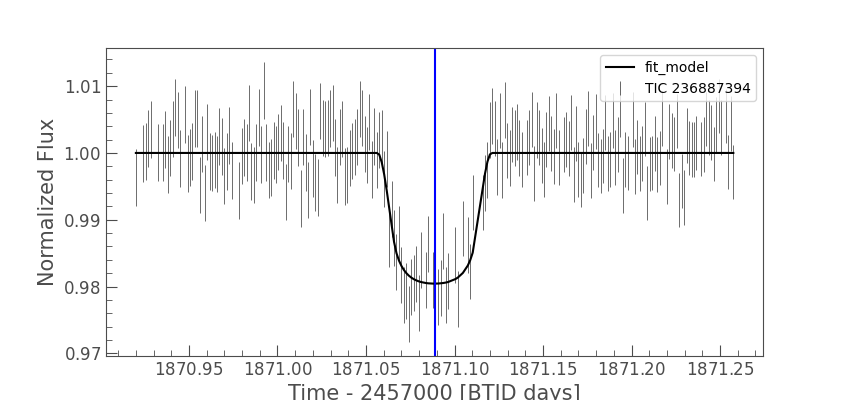 fit_model
TIC 236887394
1.01
1.00
0.99
0.98
0.97
Normalized Flux
1870.95 1871.00 1871.05 1871.10 1871.15 1871.20 1871.25
Time - 2457000 [BTJD days]